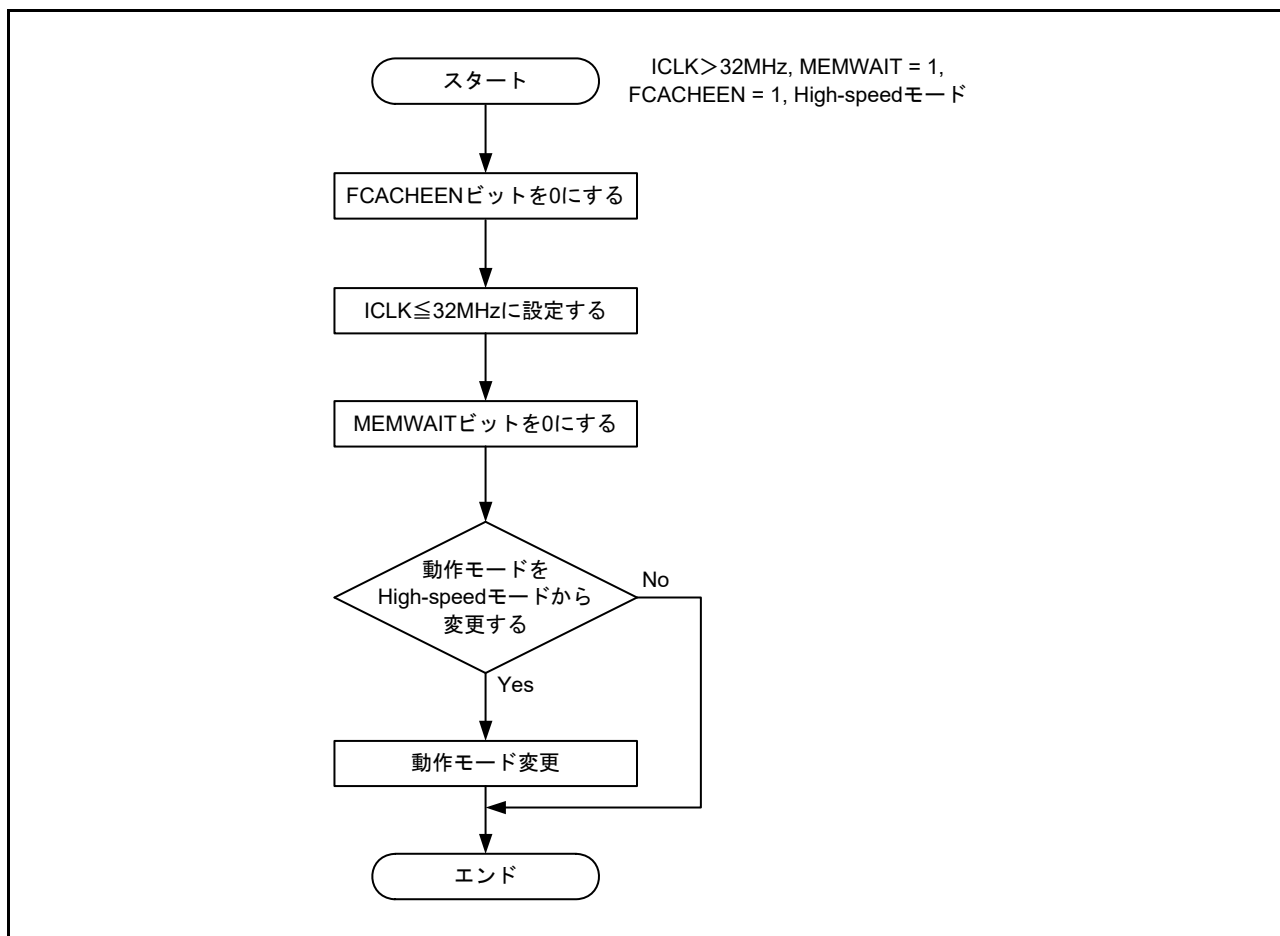 スタート
ICLK＞32MHz, MEMWAIT = 1,
FCACHEEN = 1, High-speedモード
FCACHEENビットを0にする
ICLK≦32MHzに設定する
MEMWAITビットを0にする
動作モードを
High-speedモードから
変更する
No
Yes
動作モード変更
エンド